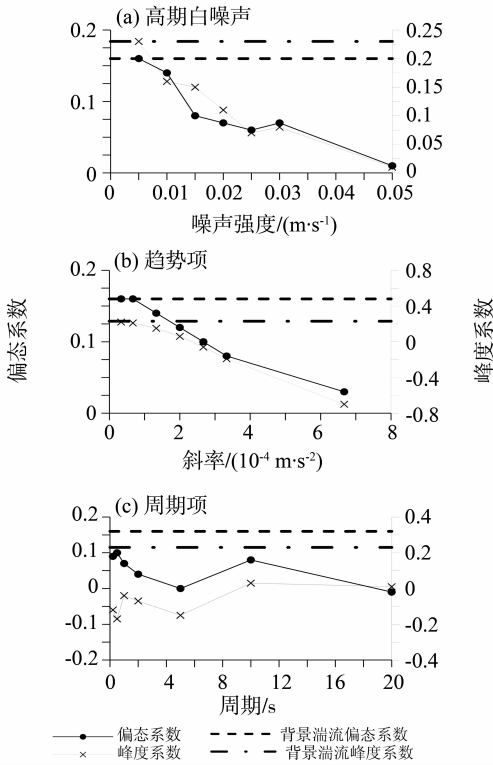 (a) 高期白噪声
0.2 0.25
0.2
0.15
0.1 0.1
0.05
0 0
0 0.01 0.02 0.03 0.04 0.05
噪声强度/(m·s-1)
(b) 趋势项
0.2 0.8
0.4
0.1 0
-0.4
0 -0.8
0 2 4 6 8
斜率/(10-4 m·s-2)
偏态系数
峰度系数
(c) 周期项
0.2 0.4
0.1 0.2
0 0
-0.1 -0.2
-0.2 -0.4
0 4 8 12 16 20
周期/s
偏态系数 背景湍流偏态系数
峰度系数 背景湍流峰度系数